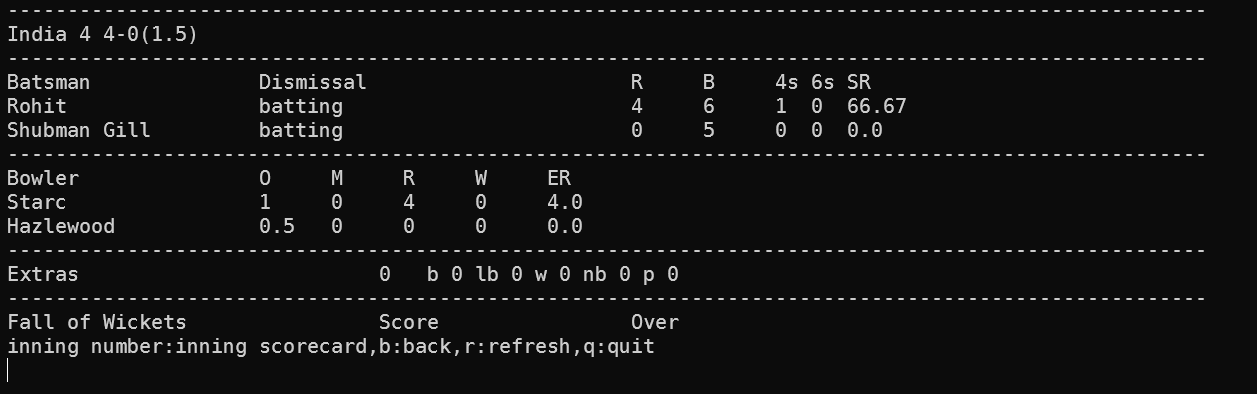 --------------------------------------------------------------------------------------------------
India 4 4-0(1.5)
--------------------------------------------------------------------------------------------------
Batsman Dismissal R B 4s 6s SR
Rohit batting 4 6 1 0 66.67
Shubman Gill batting 0 5 0 0 0.0
--------------------------------------------------------------------------------------------------
Bowler O M R W ER
Starc 1 0 4 0 4.0
Hazlewood 0.5 0 0 0 0.0
--------------------------------------------------------------------------------------------------
Extras 0 b 0 lb 0 w 0 nb 0 p 0
--------------------------------------------------------------------------------------------------
Fall of Wickets Score Over
inning number:inning scorecard,b:back,r:refresh,q:quit